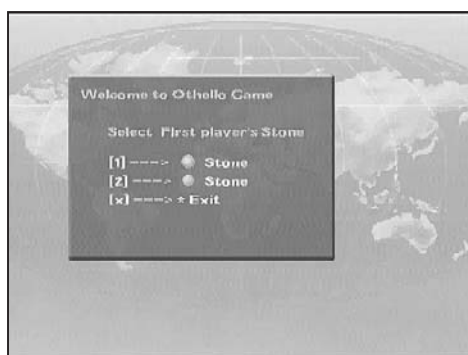 Welcome to Othello Game
Select First player's Stone
[1] ----> Stone
[2] ----> Stone
[x] ----> * Exit